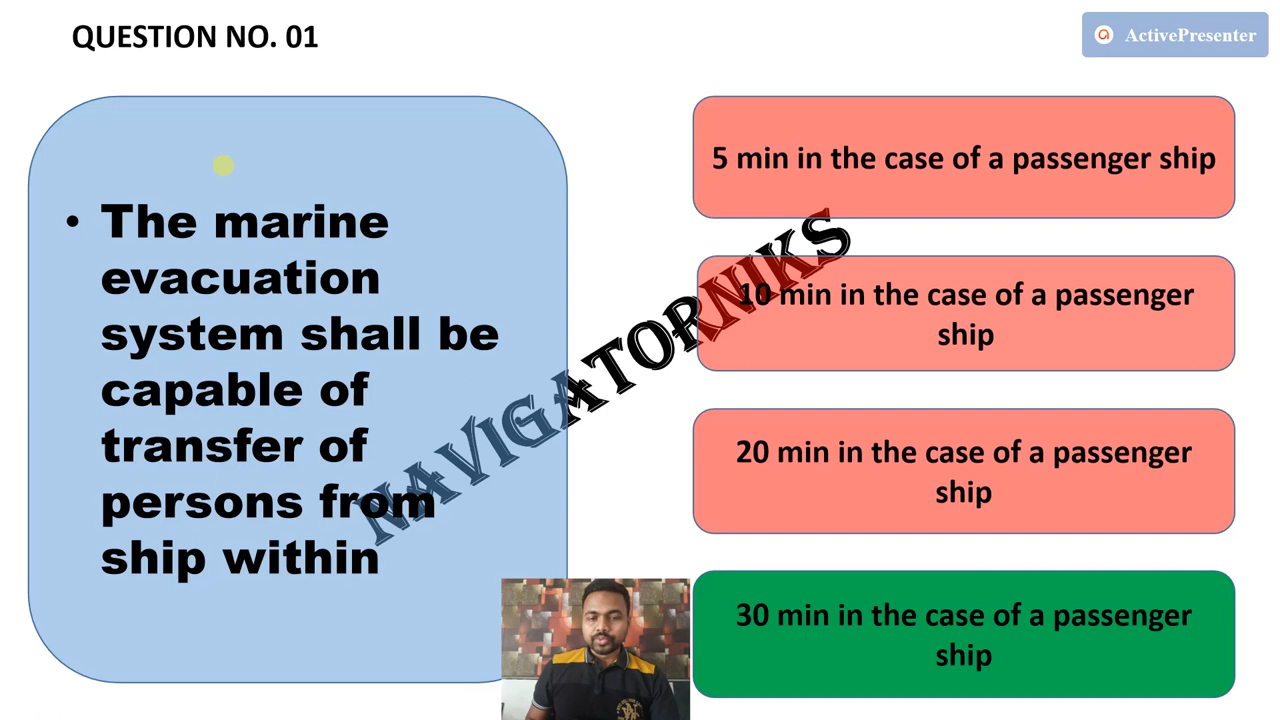 QUESTION NO. 01
ActivePresenter
• The marine
evacuation
system shall be
capable of
transfer of
persons from
ship within
5 min in the case of a passenger ship
10 min in the case of a passenger
ship
20 min in the case of a passenger
ship
30 min in the case of a passenger
ship
NAVIGATORNIKS